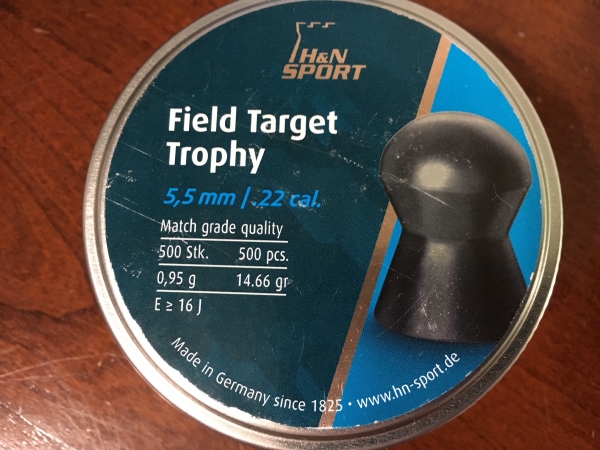 H&N
SPORT
Field Target
Trophy
5,5 mm / .22 cal.
Match grade quality
500 Stk. 500 pcs.
0,95 g 14.66 gr
E ≥ 16 J
Made in Germany since 1825 • www.hn-sport.de